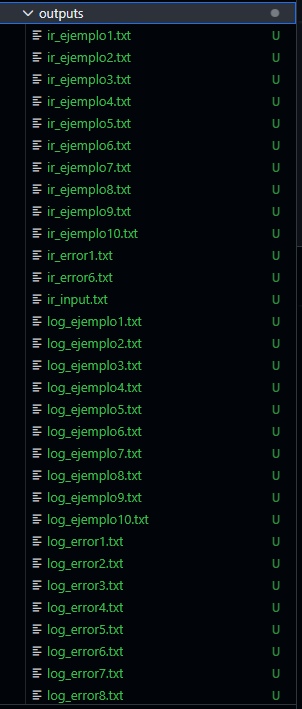 outputs
ir_ejemplo1.txt U
ir_ejemplo2.txt U
ir_ejemplo3.txt U
ir_ejemplo4.txt U
ir_ejemplo5.txt U
ir_ejemplo6.txt U
ir_ejemplo7.txt U
ir_ejemplo8.txt U
ir_ejemplo9.txt U
ir_ejemplo10.txt U
ir_error1.txt U
ir_error6.txt U
ir_input.txt U
log_ejemplo1.txt U
log_ejemplo2.txt U
log_ejemplo3.txt U
log_ejemplo4.txt U
log_ejemplo5.txt U
log_ejemplo6.txt U
log_ejemplo7.txt U
log_ejemplo8.txt U
log_ejemplo9.txt U
log_ejemplo10.txt U
log_error1.txt U
log_error2.txt U
log_error3.txt U
log_error4.txt U
log_error5.txt U
log_error6.txt U
log_error7.txt U
log_error8.txt U